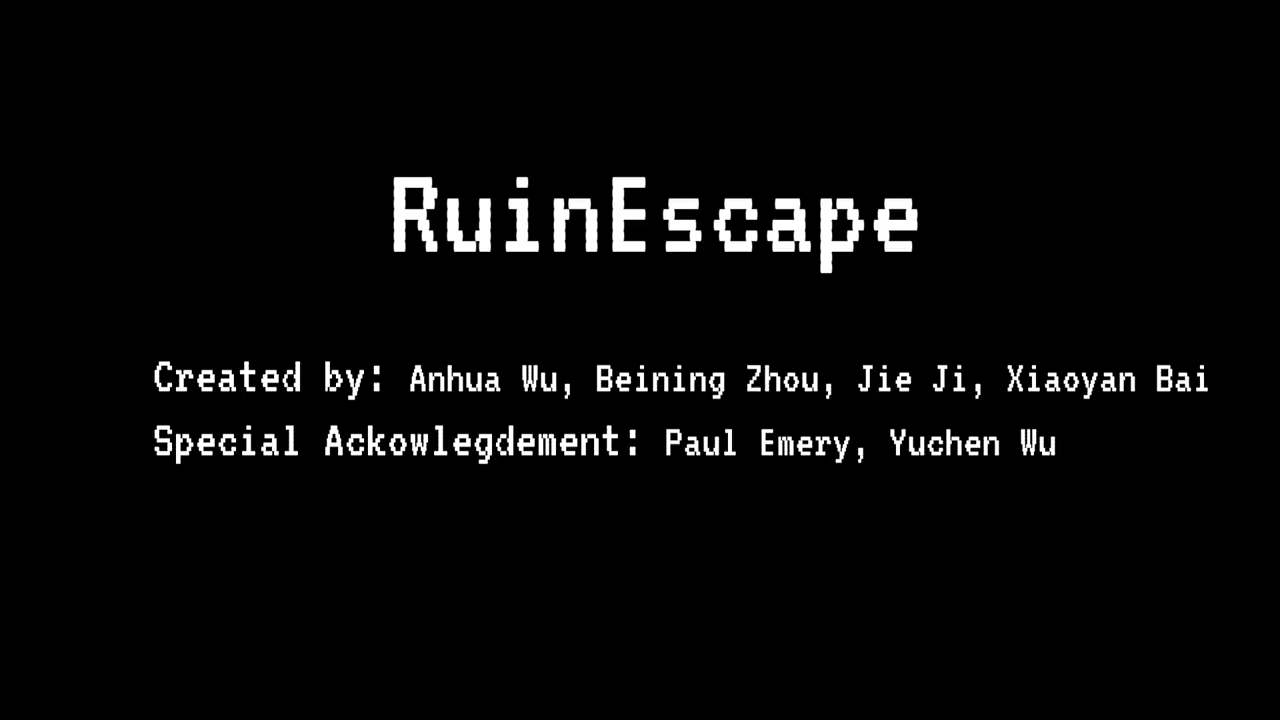 RuinEscape
Created by: Anhua Wu, Beining Zhou, Jie Ji, Xiaoyan Bai
Special Ackowlegdement: Paul Emery, Yuchen Wu